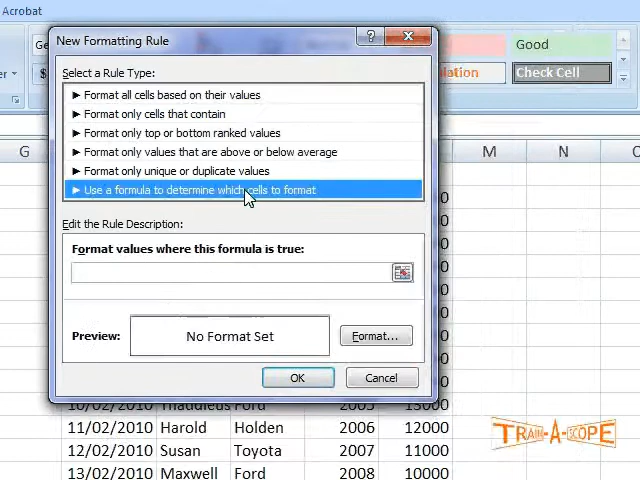 Acrobat
New Formatting Rule
?
Good
$
Check Cell
Select a Rule Type:
► Format all cells based on their values
► Format only cells that contain
► Format only top or bottom ranked values
► Format only values that are above or below average
► Format only unique or duplicate values
► Use a formula to determine which cells to format
G
M
N
Edit the Rule Description:
Format values where this formula is true:
Preview:
No Format Set
Format...
OK
Cancel
10/02/2010 Thaddleus Ford 2005 13000
11/02/2010 Harold Holden 2006 12000
12/02/2010 Susan Toyota 2007 11000
13/02/2010 Maxwell Ford 2008 10000
TRAIN-A-SCOPE